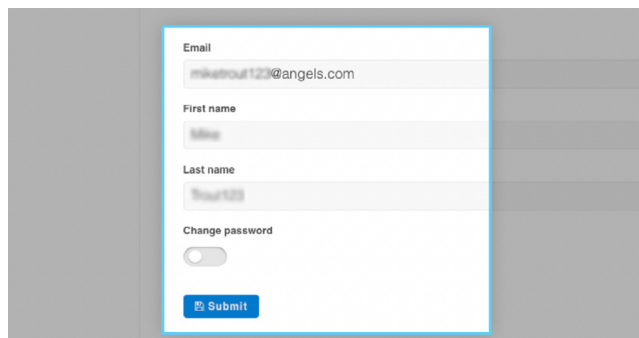 Email
@angels.com
First name
Last name
Change password
Submit